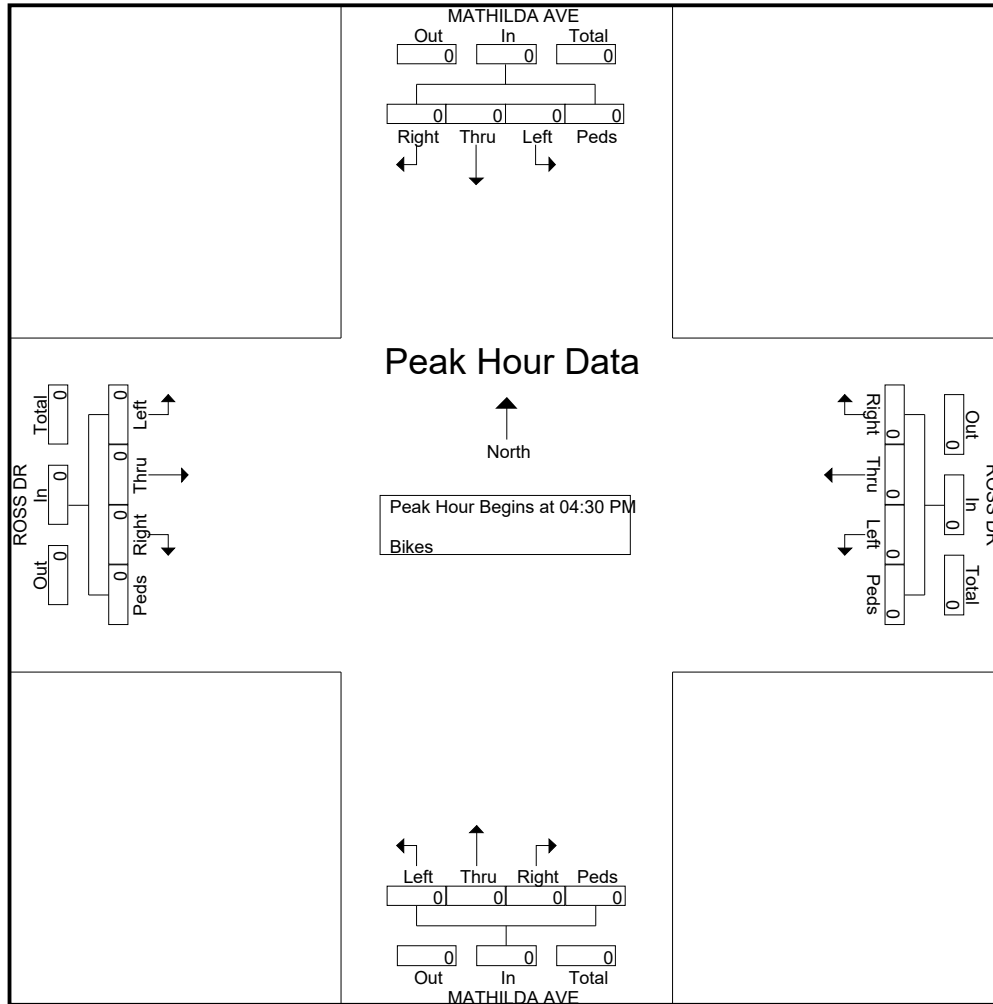 MATHILDA AVE
Out In Total
0 0 0
0 0 0 0
Right Thru Left Peds
Peak Hour Data
North
Peak Hour Begins at 04:30 PM
Bikes
ROSS DR
Out In Total
0 0 0
0 0 0 0
Peds Right Thru Left
ROSS DR
Out In Total
0 0 0
0 0 0 0
Right Thru Left Peds
Left Thru Right Peds
0 0 0 0
0 0 0
Out In Total
MATHILDA AVE